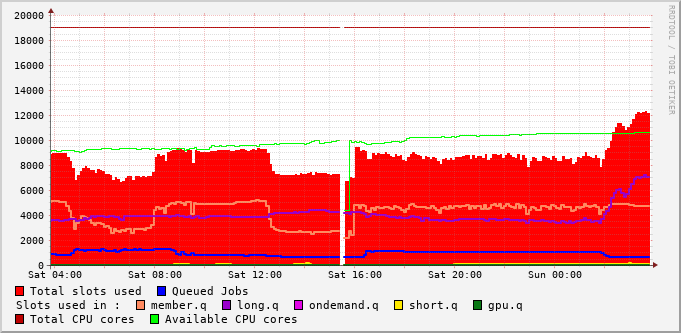 20000
18000
16000
14000
12000
10000
8000
6000
4000
2000
0
Sat 04:00 Sat 08:00 Sat 12:00 Sat 16:00 Sat 20:00 Sun 00:00
RRDTOOL / TOBI OETIKER
Total slots used Queued Jobs
Slots used in : member.q long.q ondemand.q short.q gpu.q
Total CPU cores Available CPU cores